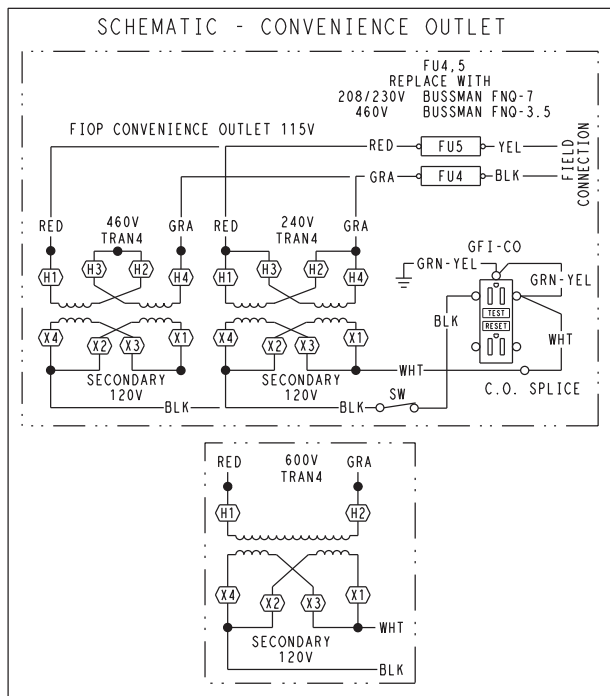 SCHEMATIC - CONVENIENCE OUTLET
FU4,5
REPLACE WITH
208/230V BUSSMAN FNQ-7
460V BUSSMAN FNQ-3.5
FIOP CONVENIENCE OUTLET 115V
RED FU5 YEL
GRA FU4 BLK
FIELD CONNECTION
RED 460V TRAN4 GRA
RED 240V TRAN4 GRA
H1 H3 H2 H4
H1 H3 H2 H4
X4 X2 X3 X1
X4 X2 X3 X1
SECONDARY 120V
SECONDARY 120V
GFI-CO
GRN-YEL
GRN-YEL
TEST
RESET
BLK
WHT
WHT
C.O. SPLICE
BLK
BLK
SW
RED 600V TRAN4 GRA
H1 H2
X4 X2 X3 X1
WHT
SECONDARY 120V
BLK